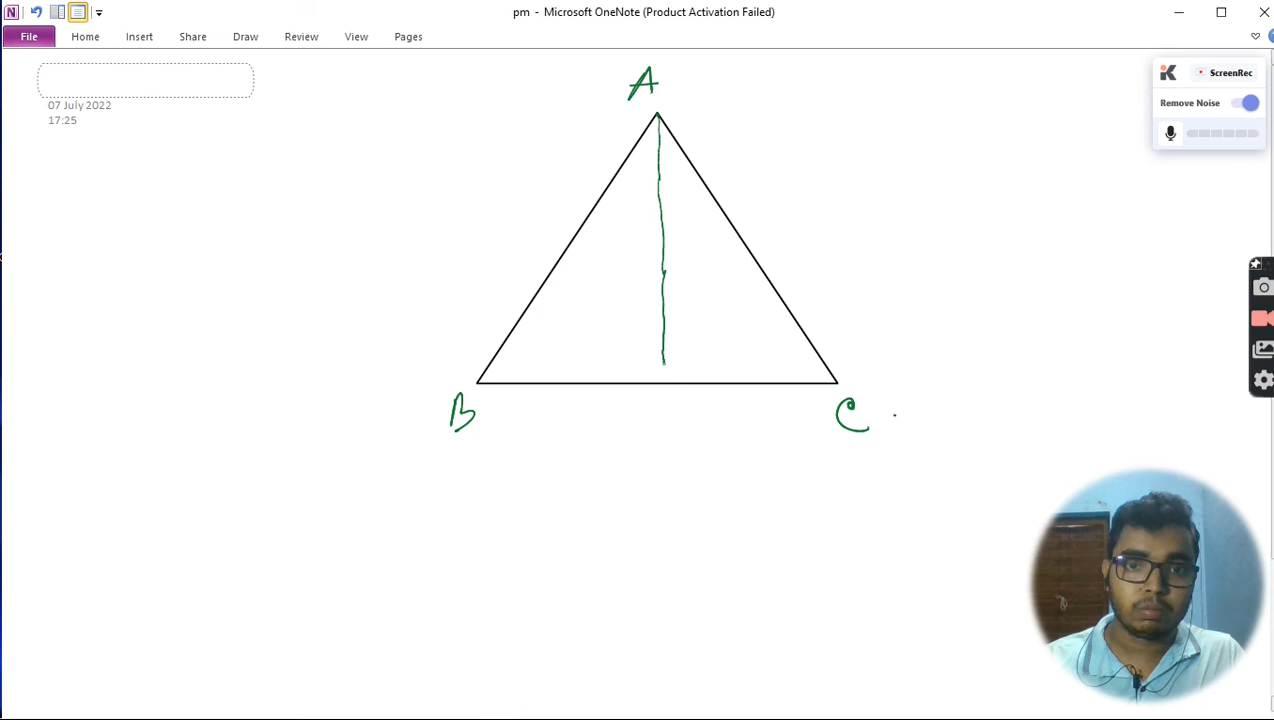 pm - Microsoft OneNote (Product Activation Failed)
File Home Insert Share Draw Review View Pages
ScreenRec
Remove Noise
07 July 2022
17:25
A
B C